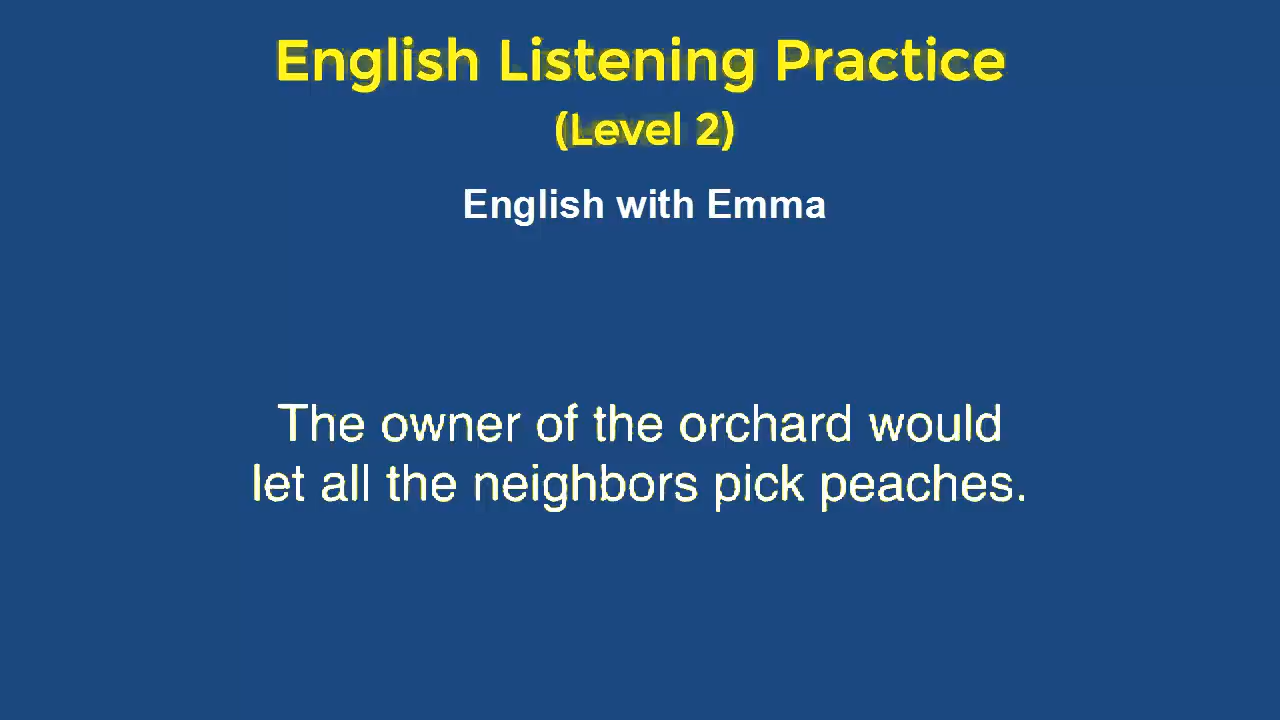 English Listening Practice
(Level 2)
English with Emma
The owner of the orchard would
let all the neighbors pick peaches.